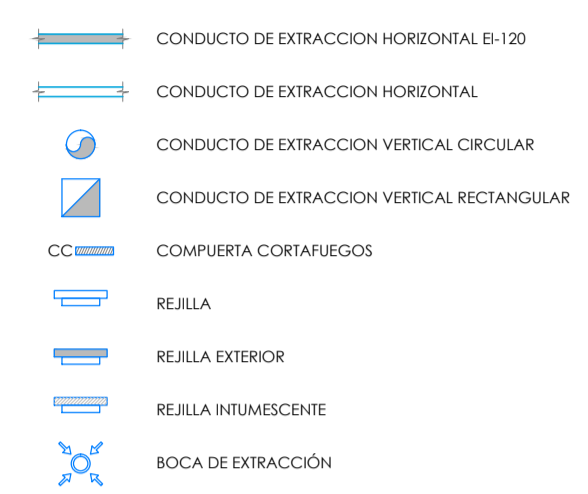 CONDUCTO DE EXTRACCION HORIZONTAL EI-120
CONDUCTO DE EXTRACCION HORIZONTAL
CONDUCTO DE EXTRACCION VERTICAL CIRCULAR
CONDUCTO DE EXTRACCION VERTICAL RECTANGULAR
CC COMPUERTA CORTAFUEGOS
REJILLA
REJILLA EXTERIOR
REJILLA INTUMESCENTE
BOCA DE EXTRACCIÓN